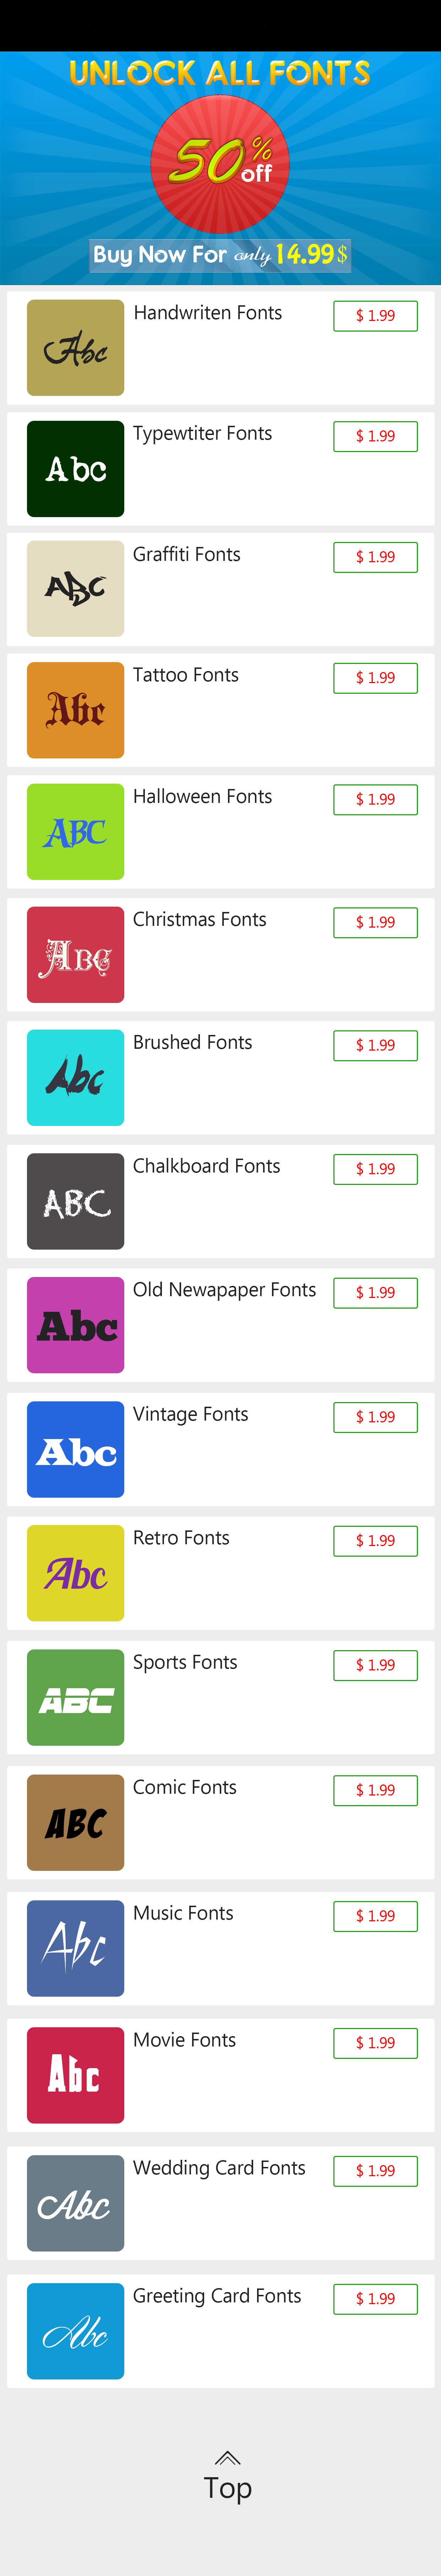 UNLOCK ALL FONTS
50%
off
Buy Now For only 14.99$
Handwriten Fonts
$ 1.99
Abc
Typewtiter Fonts
$ 1.99
Abc
Graffiti Fonts
$ 1.99
ABC
Tattoo Fonts
$ 1.99
Abc
Halloween Fonts
$ 1.99
ABC
Christmas Fonts
$ 1.99
ABC
Brushed Fonts
$ 1.99
Abc
Chalkboard Fonts
$ 1.99
ABC
Old Newapaper Fonts
$ 1.99
Abc
Vintage Fonts
$ 1.99
Abc
Retro Fonts
$ 1.99
Abc
Sports Fonts
$ 1.99
ABC
Comic Fonts
$ 1.99
ABC
Music Fonts
$ 1.99
Abc
Movie Fonts
$ 1.99
Abc
Wedding Card Fonts
$ 1.99
Abc
Greeting Card Fonts
$ 1.99
Abc
Top